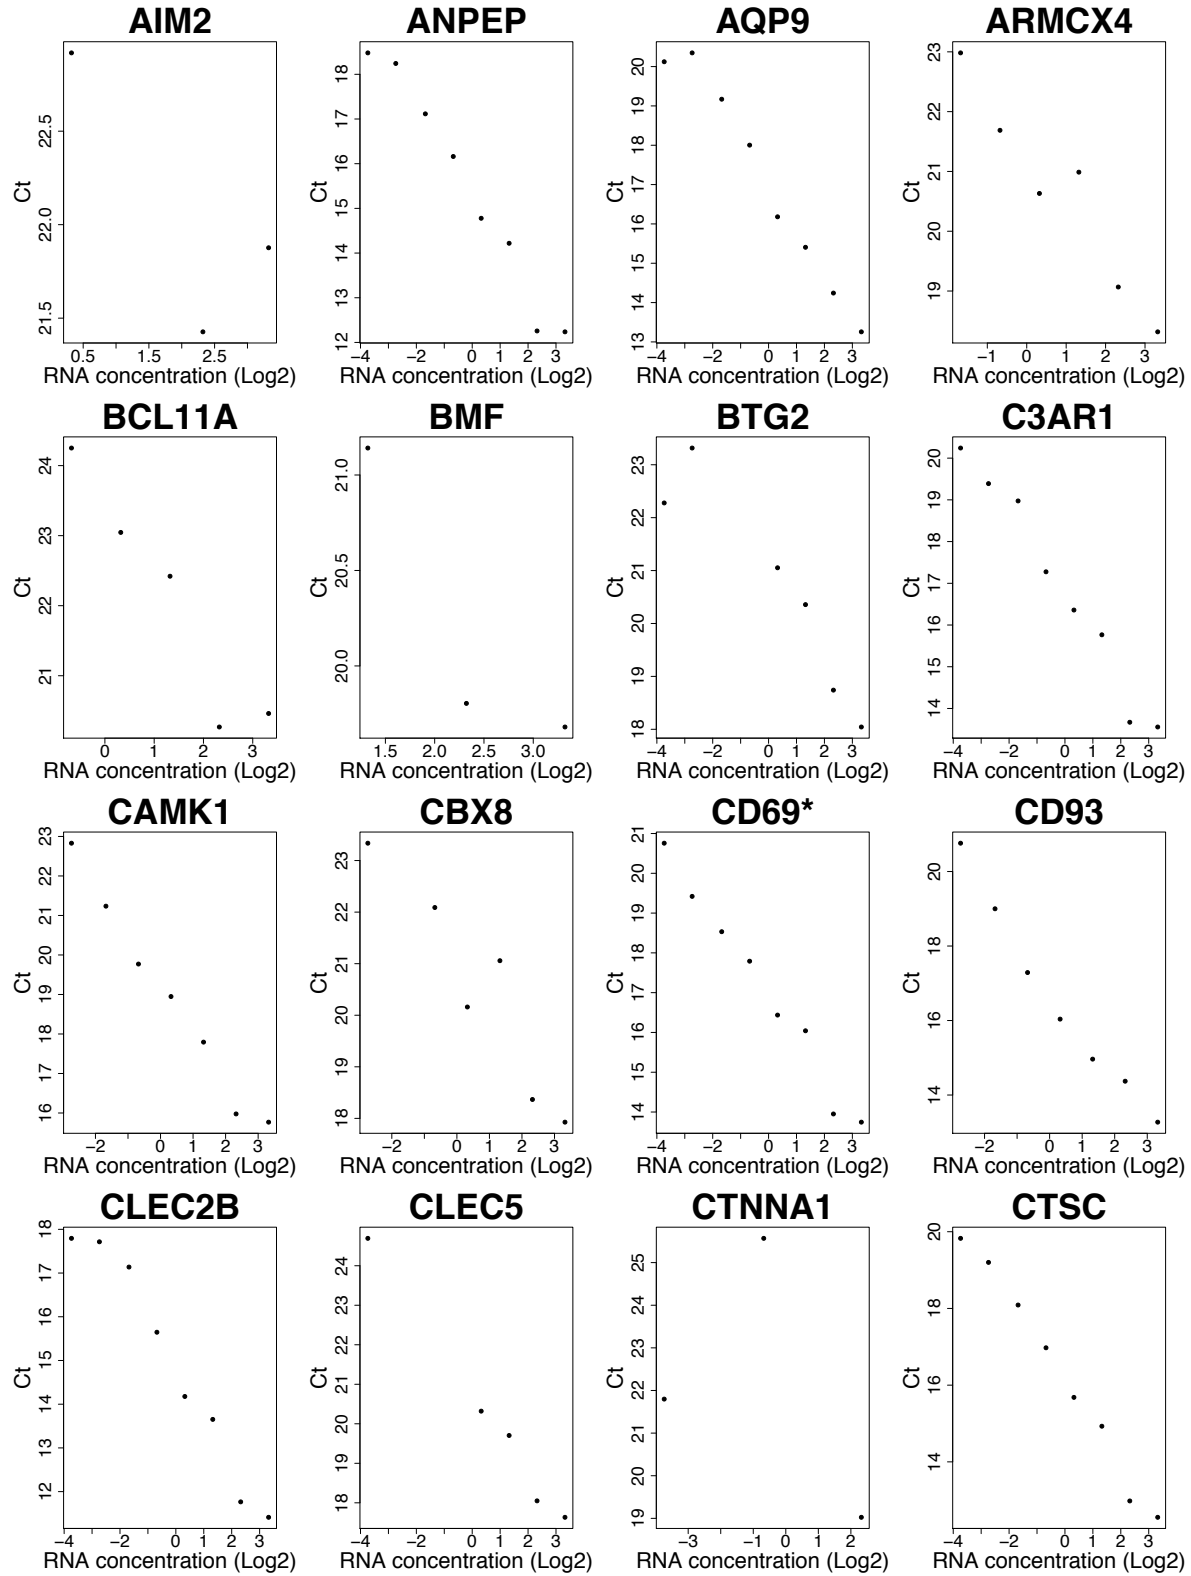 AIM2
22.5
22.0
21.5
Ct
0.5 1.5 2.5
RNA concentration (Log2)
ANPEP
18
17
16
15
14
13
12
Ct
−4 −2 0 1 2 3
RNA concentration (Log2)
AQP9
20
19
18
17
16
15
14
13
Ct
−4 −2 0 1 2 3
RNA concentration (Log2)
ARMCX4
23
22
21
20
19
Ct
−1 0 1 2 3
RNA concentration (Log2)
BCL11A
24
23
22
21
Ct
0 1 2 3
RNA concentration (Log2)
BMF
21.0
20.5
20.0
Ct
1.5 2.0 2.5 3.0
RNA concentration (Log2)
BTG2
23
22
21
20
19
18
Ct
−4 −2 0 1 2 3
RNA concentration (Log2)
C3AR1
20
19
18
17
16
15
14
Ct
−4 −2 0 1 2 3
RNA concentration (Log2)
CAMK1
23
22
21
20
19
18
17
16
Ct
−2 0 1 2 3
RNA concentration (Log2)
CBX8
23
22
21
20
19
18
Ct
−2 0 1 2 3
RNA concentration (Log2)
CD69*
21
20
19
18
17
16
15
14
Ct
−4 −2 0 1 2 3
RNA concentration (Log2)
CD93
20
18
16
14
Ct
−2 0 1 2 3
RNA concentration (Log2)
CLEC2B
18
17
16
15
14
13
12
Ct
−4 −2 0 1 2 3
RNA concentration (Log2)
CLEC5
24
23
22
21
20
19
18
Ct
−4 −2 0 1 2 3
RNA concentration (Log2)
CTNNA1
25
24
23
22
21
20
19
Ct
−3 −1 0 1 2
RNA concentration (Log2)
CTSC
20
18
16
14
Ct
−4 −2 0 1 2 3
RNA concentration (Log2)